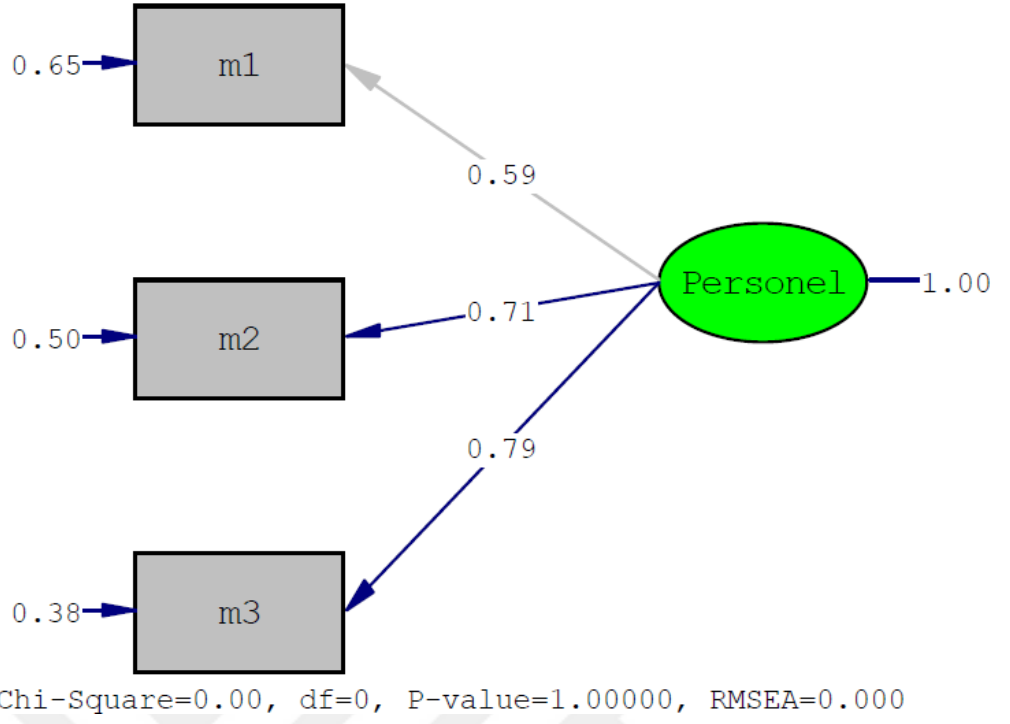 0.65 m1
0.59
Personel 1.00
0.71
0.50 m2
0.79
0.38 m3
Chi-Square=0.00, df=0, P-value=1.00000, RMSEA=0.000